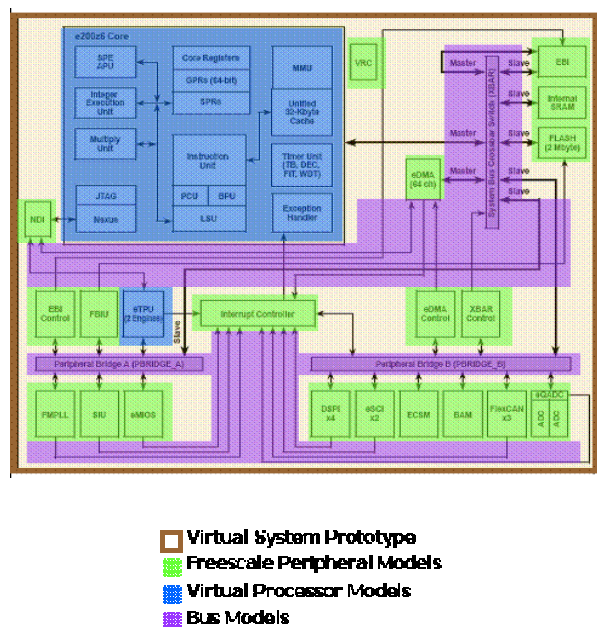 e200z6 Core
SPE
APU
Integer
Execution
Unit
Multiply
Unit
JTAG
Nexus
Core Registers
GPRs (64-bit)
SPRs
Instruction
Unit
PCU
BPU
LSU
MMU
Unified
32-Kbyte
Cache
Timer Unit
(TB, DEC,
FIT, WDT)
Exception
Handler
VRC
NDI
eDMA
(64 ch)
Master
Master
Master
System Bus Crossbar Switch (XBAR)
Slave
Slave
Slave
Slave
Slave
EBI
Internal
SRAM
FLASH
(2 Mbyte)
EBI
Control
FBIU
eTPU
(2 Engines)
Slave
Interrupt Controller
eDMA
Control
XBAR
Control
Peripheral Bridge A (PBRIDGE_A)
Peripheral Bridge B (PBRIDGE_B)
FMPLL
SIU
eMIOS
DSPI
x4
eSCI
x2
ECSM
BAM
FlexCAN
x3
eQADC
ADC
ADC
Virtual System Prototype
Freescale Peripheral Models
Virtual Processor Models
Bus Models